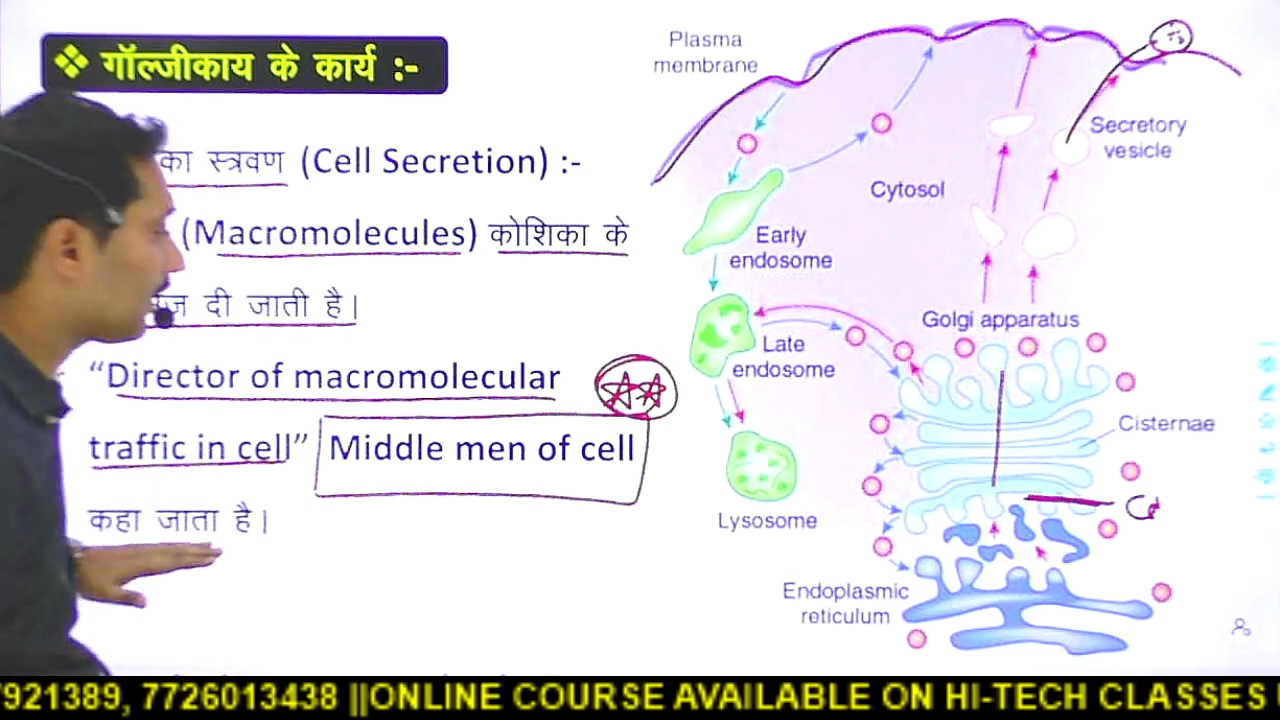 ❖ गॉल्जीकाय के कार्य :-
का स्त्रवण (Cell Secretion) :-
(Macromolecules) कोशिका के
दी जाती है।
“Director of macromolecular
traffic in cell” Middle men of cell
कहा जाता है।
Plasma
membrane
Secretory
vesicle
Cytosol
Early
endosome
Golgi apparatus
Late
endosome
Cisternae
Lysosome
Endoplasmic
reticulum
7921389, 7726013438 ||ONLINE COURSE AVAILABLE ON HI-TECH CLASSES